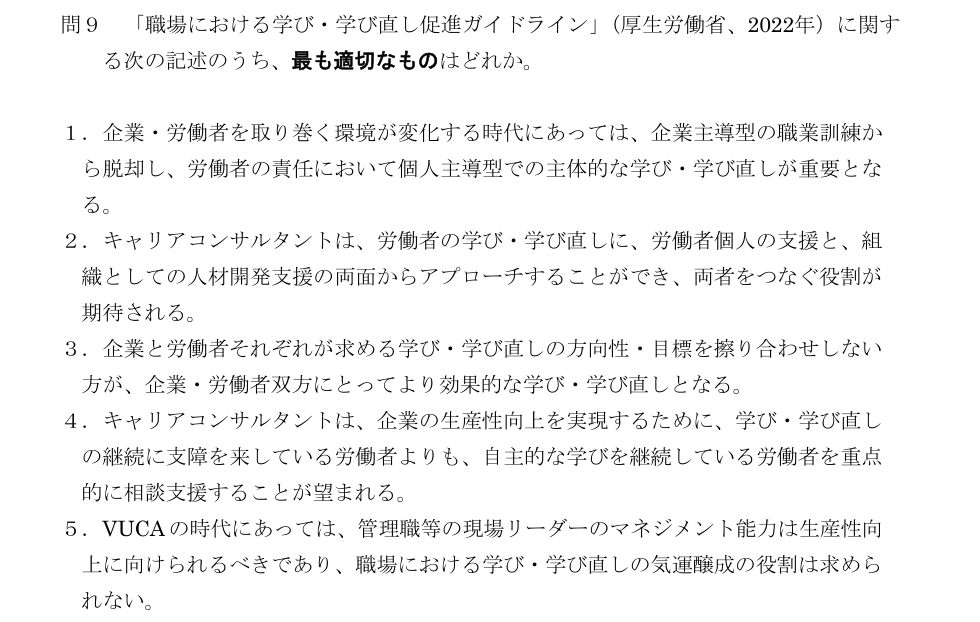 問９　「職場における学び・学び直し促進ガイドライン」（厚生労働省、2022年）に関す
る次の記述のうち、最も適切なものはどれか。
１．企業・労働者を取り巻く環境が変化する時代にあっては、企業主導型の職業訓練か
ら脱却し、労働者の責任において個人主導型での主体的な学び・学び直しが重要とな
る。
２．キャリアコンサルタントは、労働者の学び・学び直しに、労働者個人の支援と、組
織としての人材開発支援の両面からアプローチすることができ、両者をつなぐ役割が
期待される。
３．企業と労働者それぞれが求める学び・学び直しの方向性・目標を擦り合わせしない
方が、企業・労働者双方にとってより効果的な学び・学び直しとなる。
４．キャリアコンサルタントは、企業の生産性向上を実現するために、学び・学び直し
の継続に支障を来している労働者よりも、自主的な学びを継続している労働者を重点
的に相談支援することが望まれる。
５．VUCAの時代にあっては、管理職等の現場リーダーのマネジメント能力は生産性向
上に向けられるべきであり、職場における学び・学び直しの気運醸成の役割は求めら
れない。